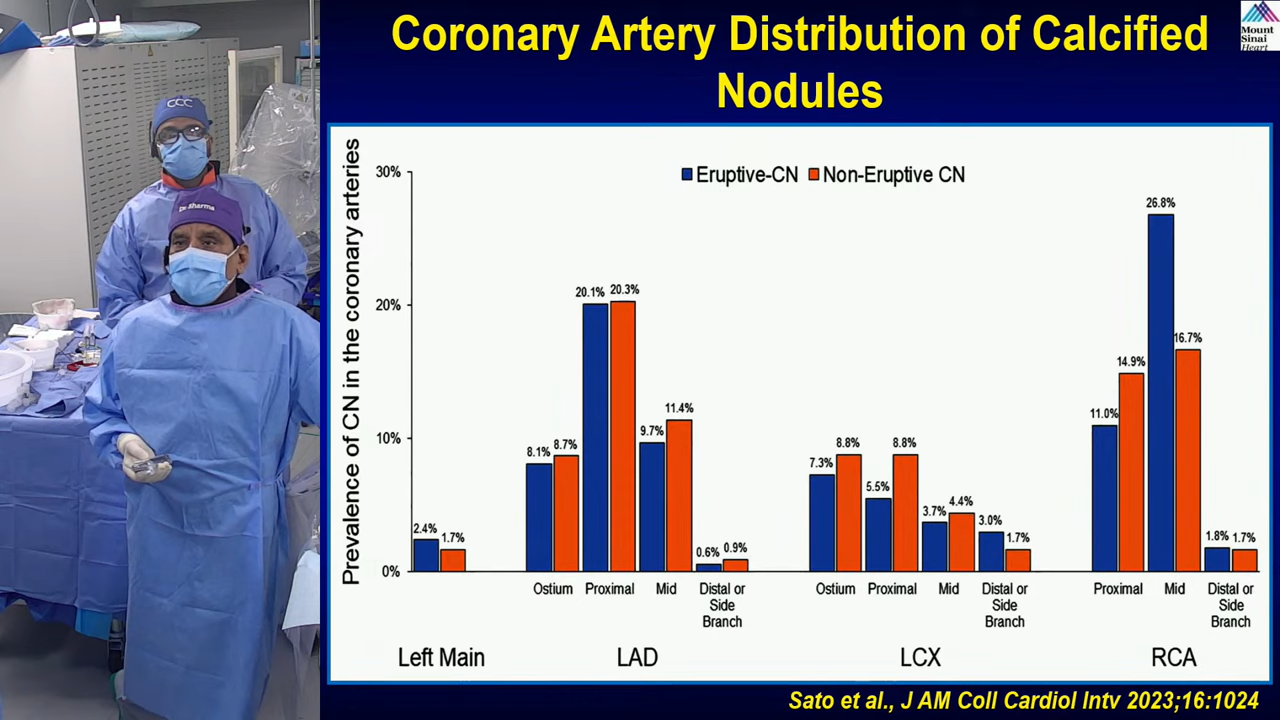 Coronary Artery Distribution of Calcified
Nodules
Mount
Sinai
Heart
CCC
Dr. Sharma
Prevalence of CN in the coronary arteries
Eruptive-CN Non-Eruptive CN
30%
20%
10%
0%
2.4% 1.7%
8.1% 8.7% 20.1% 20.3% 9.7% 11.4% 0.6% 0.9%
7.3% 8.8% 5.5% 8.8% 3.7% 4.4% 3.0% 1.7%
11.0% 14.9% 26.8% 16.7% 1.8% 1.7%
Ostium Proximal Mid Distal or
Side
Branch
Ostium Proximal Mid Distal or
Side
Branch
Proximal Mid Distal or
Side
Branch
Left Main LAD LCX RCA
Sato et al., J AM Coll Cardiol Intv 2023;16:1024